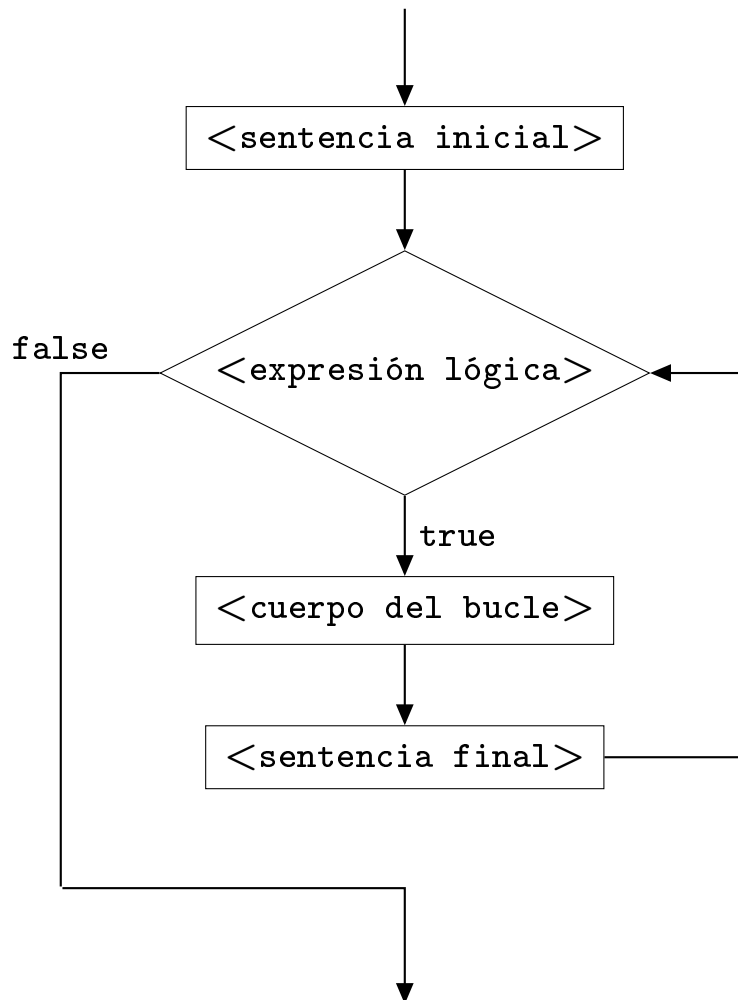 <sentencia inicial>
false
<expresión lógica>
true
<cuerpo del bucle>
<sentencia final>